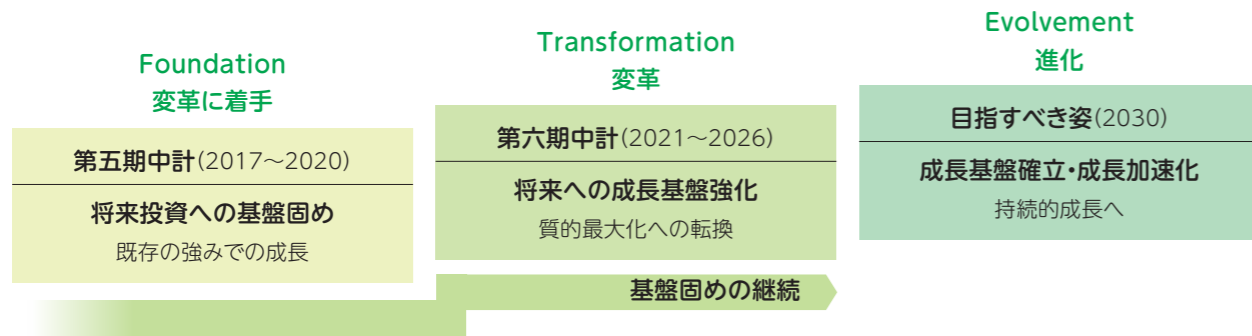 Foundation
変革に着手
第五期中計(2017～2020)
将来投資への基盤固め
既存の強みでの成長
Transformation
変革
第六期中計(2021～2026)
将来への成長基盤強化
質的最大化への転換
基盤固めの継続
Evolvement
進化
目指すべき姿(2030)
成長基盤確立・成長加速化
持続的成長へ